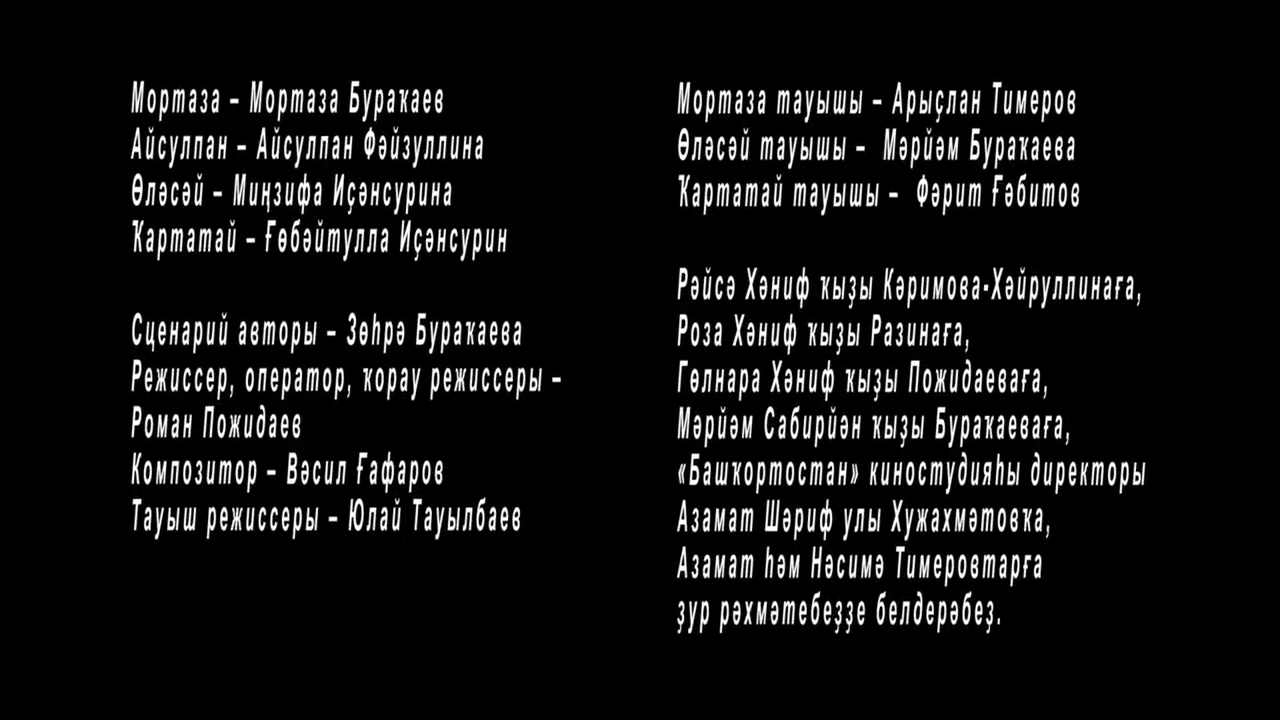 Мортаза – Мортаза Бураҡаев
Айсулпан – Айсулпан Фәйзуллина
Өләсәй – Миңзифа Иҫәнсурина
Ҡартатай – Ғөбәйтулла Иҫәнсурин
Сценарий авторы – Зөһрә Бураҡаева
Режиссер, оператор, ҡорау режиссеры –
Роман Пожидаев
Композитор – Вәсил Ғафаров
Тауыш режиссеры – Юлай Тауылбаев
Мортаза тауышы – Арыҫлан Тимеров
Өләсәй тауышы – Мәрйәм Бураҡаева
Ҡартатай тауышы – Фәрит Ғәбитов
Рәйсә Хәниф ҡыҙы Кәримова-Хәйруллинаға,
Роза Хәниф ҡыҙы Разинаға,
Гөлнара Хәниф ҡыҙы Пожидаеваға,
Мәрйәм Сабирйән ҡыҙы Бураҡаеваға,
«Башҡортостан» киностудияһы директоры
Азамат Шәриф улы Хужахмәтовҡа,
Азамат һәм Нәсимә Тимеровтарға
ҙур рәхмәтебеҙҙе белдерәбеҙ.